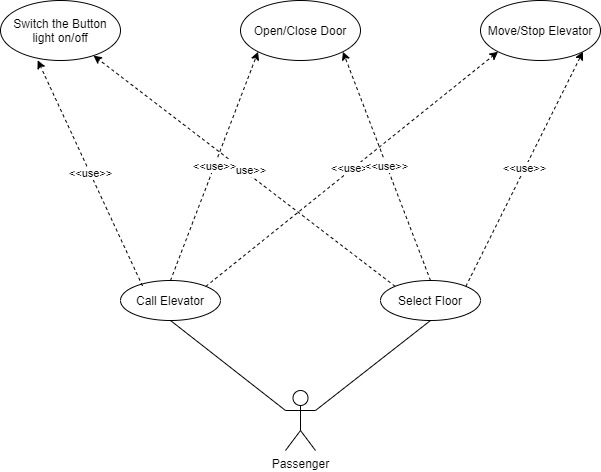 Switch the Button
light on/off
Open/Close Door
Move/Stop Elevator
<<use>>
<<use>>
use>>
<<use
<<use>>
<<use>>
Call Elevator
Select Floor
Passenger